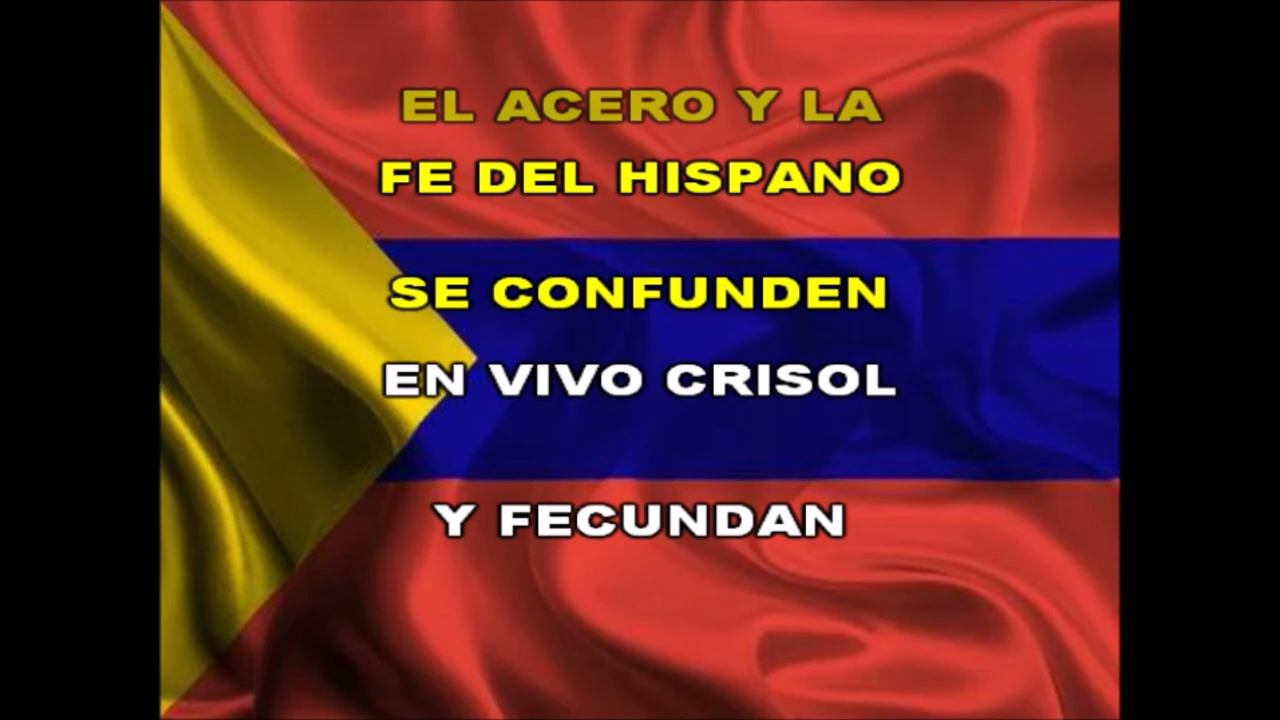 EL ACERO Y LA
FE DEL HISPANO
SE CONFUNDEN
EN VIVO CRISOL
Y FECUNDAN